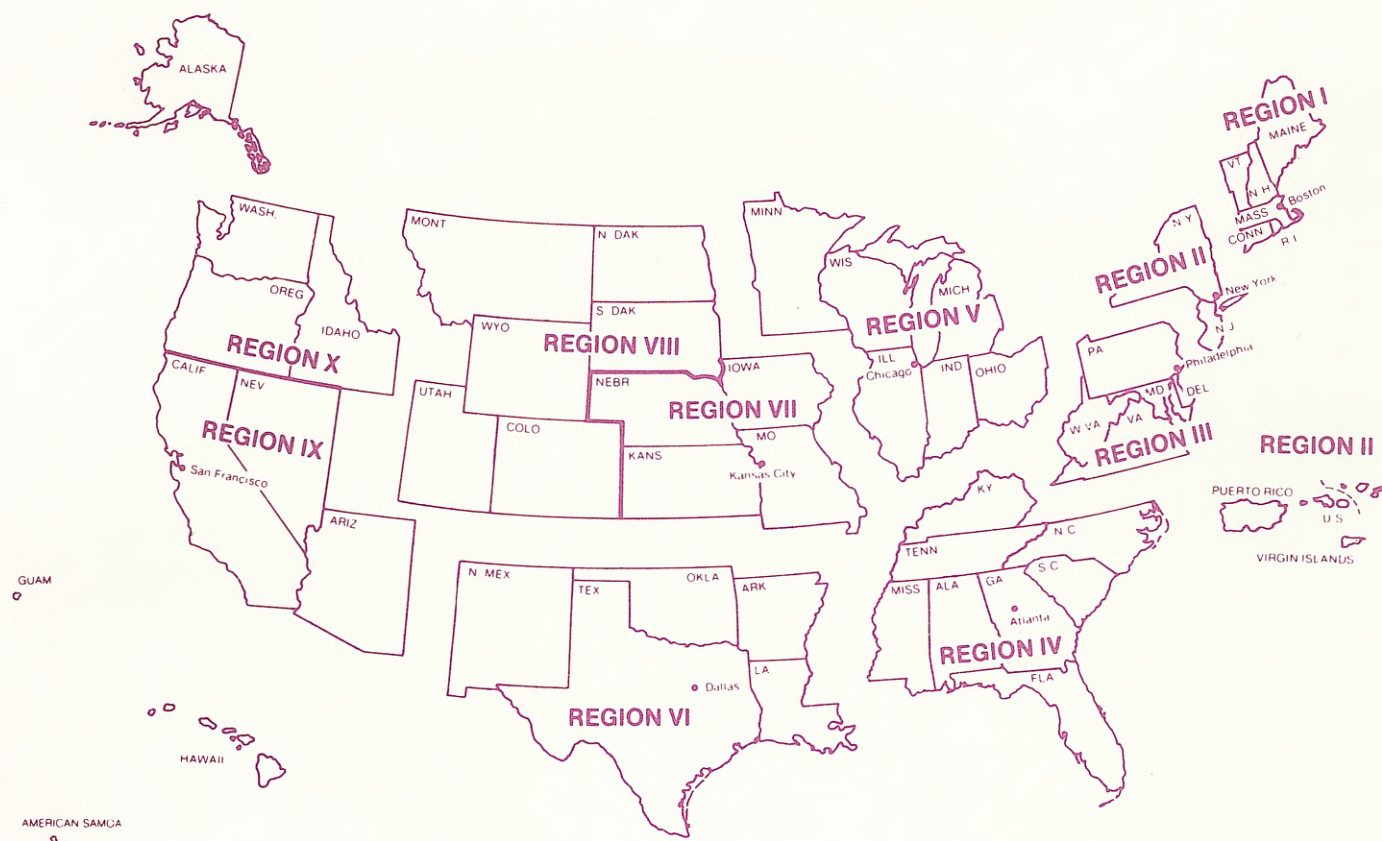 ALASKA
REGION I
MAINE
VT
N H
Boston
MASS
CONN
R I
N Y
REGION II
New York
N J
WASH.
OREG
IDAHO
REGION X
MONT
N DAK
S DAK
WYO
REGION VIII
UTAH
COLO
MINN
WIS
MICH
REGION V
ILL
Chicago
IND
OHIO
PA
Philadelphia
MD
DEL
W VA
VA
REGION III
CALIF
NEV
REGION IX
San Francisco
ARIZ
NEBR
IOWA
REGION VII
MO
KANS
Kansas City
REGION II
PUERTO RICO
U S
VIRGIN ISLANDS
KY
TENN
N C
S C
MISS
ALA
GA
Atlanta
REGION IV
FLA
N MEX
TEX
OKLA
ARK
LA
Dallas
REGION VI
GUAM
HAWAII
AMERICAN SAMOA